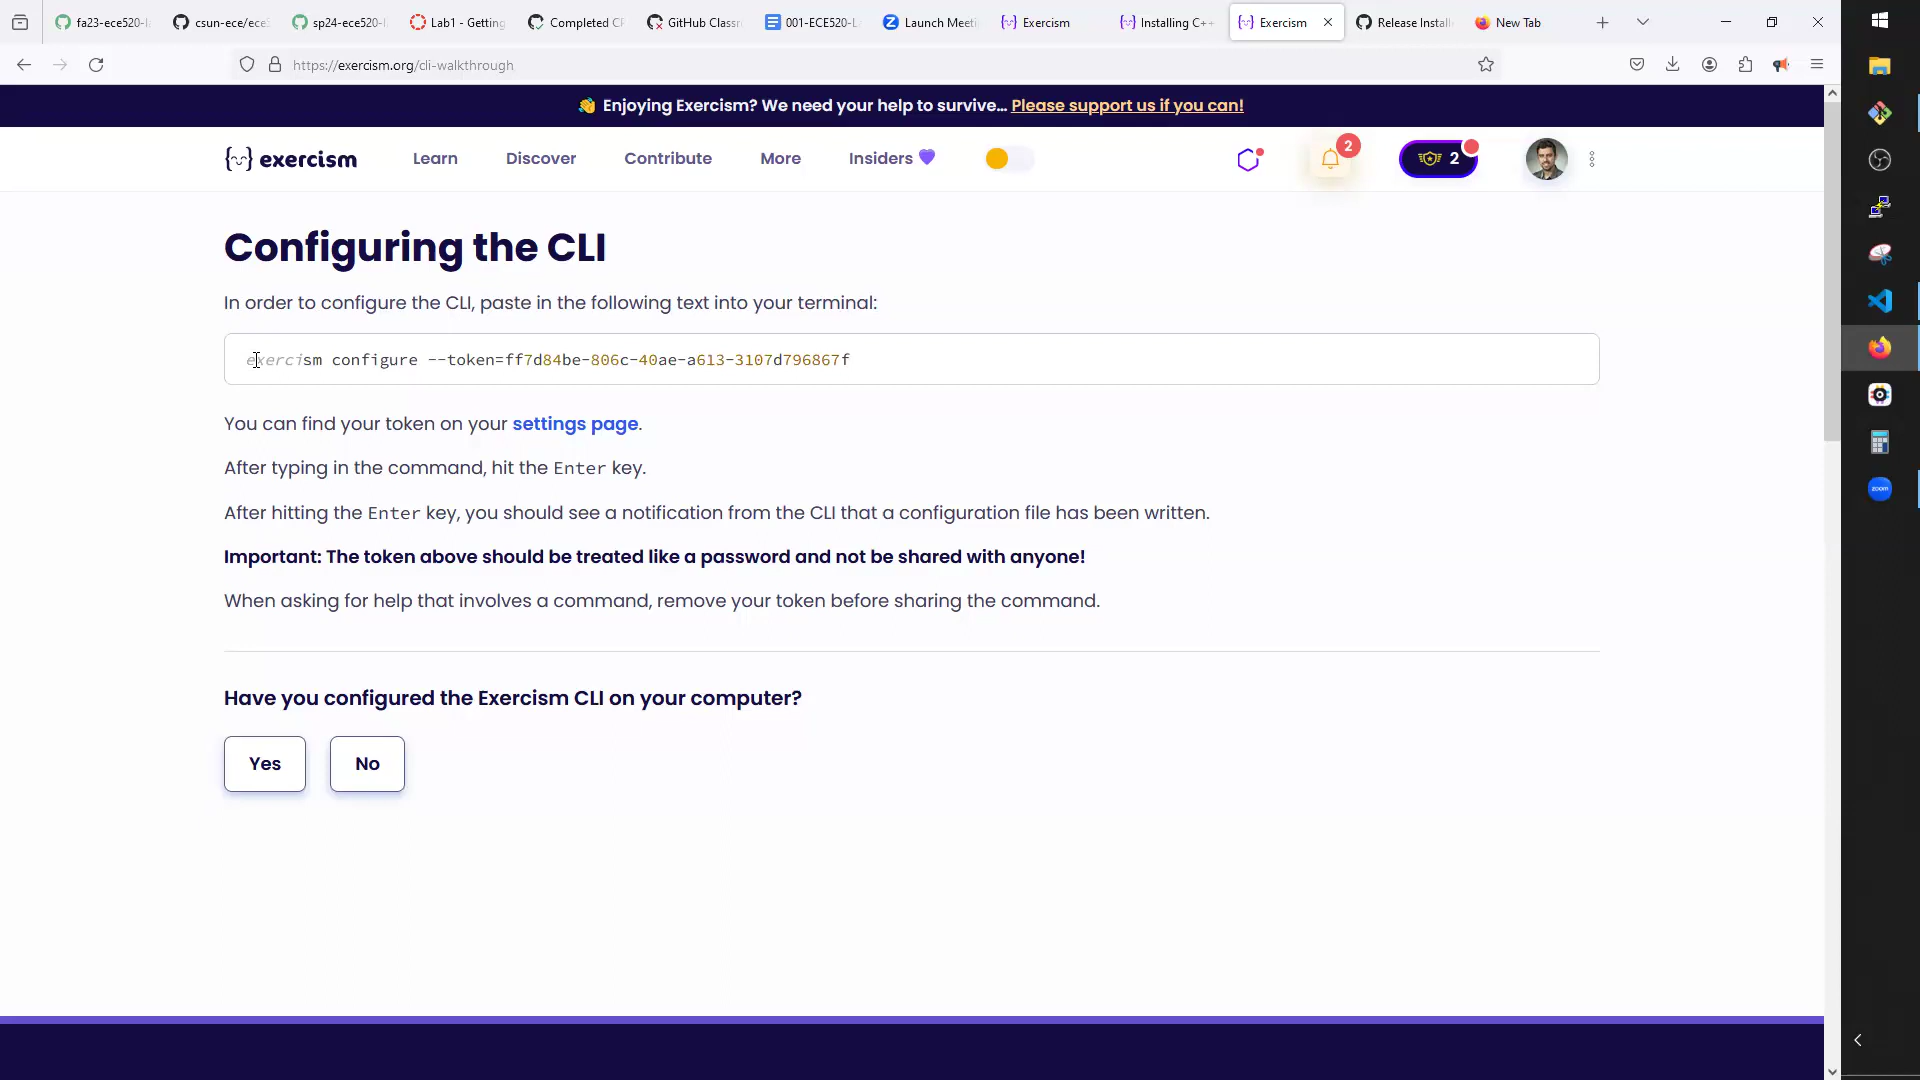 fa23-ece520-l
csun-ece/ece
sp24-ece520-l
Lab1 - Getting
Completed CF
GitHub Classr
001-ECE520-L
Launch Meeti
Exercism
Installing C++
Exercism
Release Install
New Tab
https://exercism.org/cli-walkthrough
Enjoying Exercism? We need your help to survive... Please support us if you can!
exercism
Learn
Discover
Contribute
More
Insiders
2
2
Configuring the CLI
In order to configure the CLI, paste in the following text into your terminal:
exercism configure --token=ff7d84be-806c-40ae-a613-3107d796867f
You can find your token on your settings page.
After typing in the command, hit the Enter key.
After hitting the Enter key, you should see a notification from the CLI that a configuration file has been written.
Important: The token above should be treated like a password and not be shared with anyone!
When asking for help that involves a command, remove your token before sharing the command.
Have you configured the Exercism CLI on your computer?
Yes
No
zoom